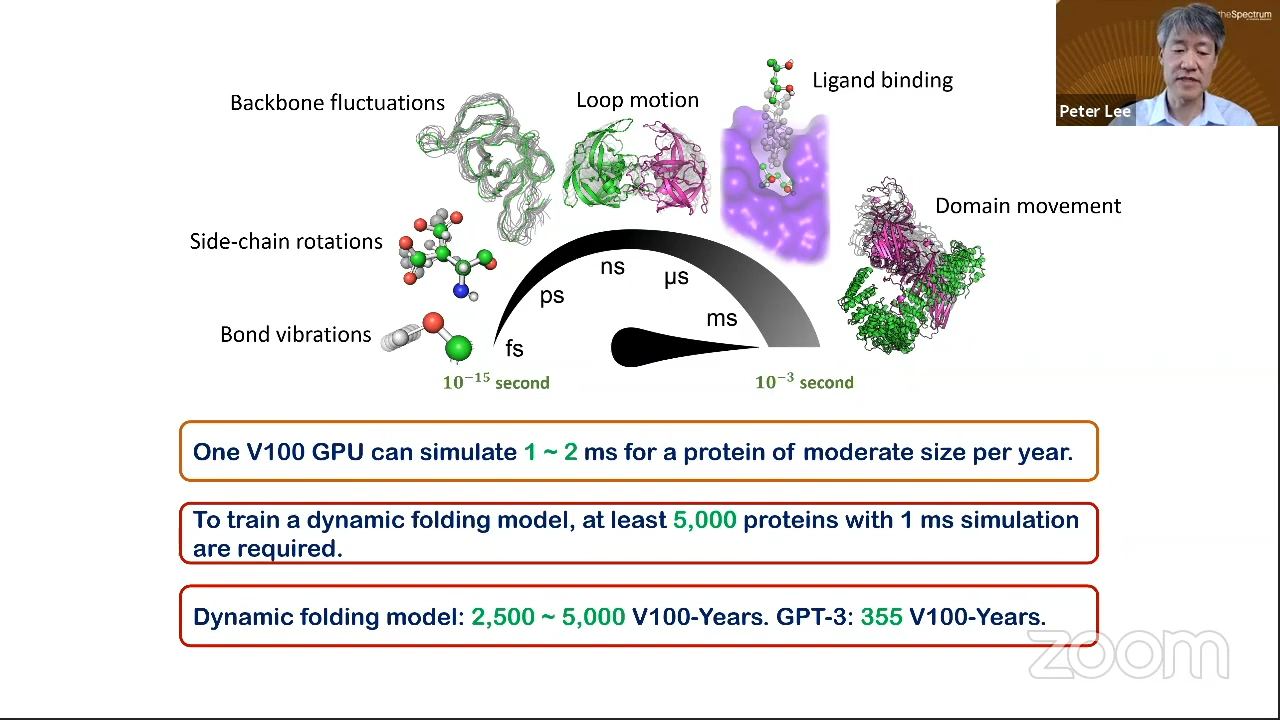 theSpectrum
Peter Lee
Ligand binding
Loop motion
Backbone fluctuations
Domain movement
Side-chain rotations
ns
µs
ps
ms
Bond vibrations
fs
10⁻¹⁵ second
10⁻³ second
One V100 GPU can simulate 1 ~ 2 ms for a protein of moderate size per year.
To train a dynamic folding model, at least 5,000 proteins with 1 ms simulation
are required.
Dynamic folding model: 2,500 ~ 5,000 V100-Years. GPT-3: 355 V100-Years.
zoom